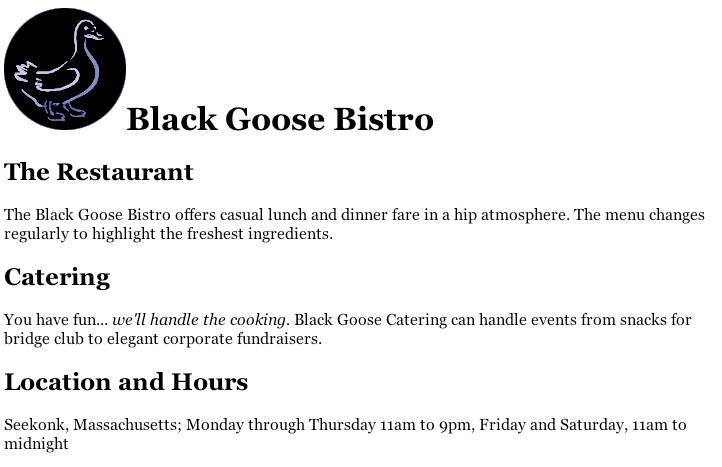 Black Goose Bistro
The Restaurant
The Black Goose Bistro offers casual lunch and dinner fare in a hip atmosphere. The menu changes
regularly to highlight the freshest ingredients.
Catering
You have fun... we'll handle the cooking. Black Goose Catering can handle events from snacks for
bridge club to elegant corporate fundraisers.
Location and Hours
Seekonk, Massachusetts; Monday through Thursday 11am to 9pm, Friday and Saturday, 11am to
midnight